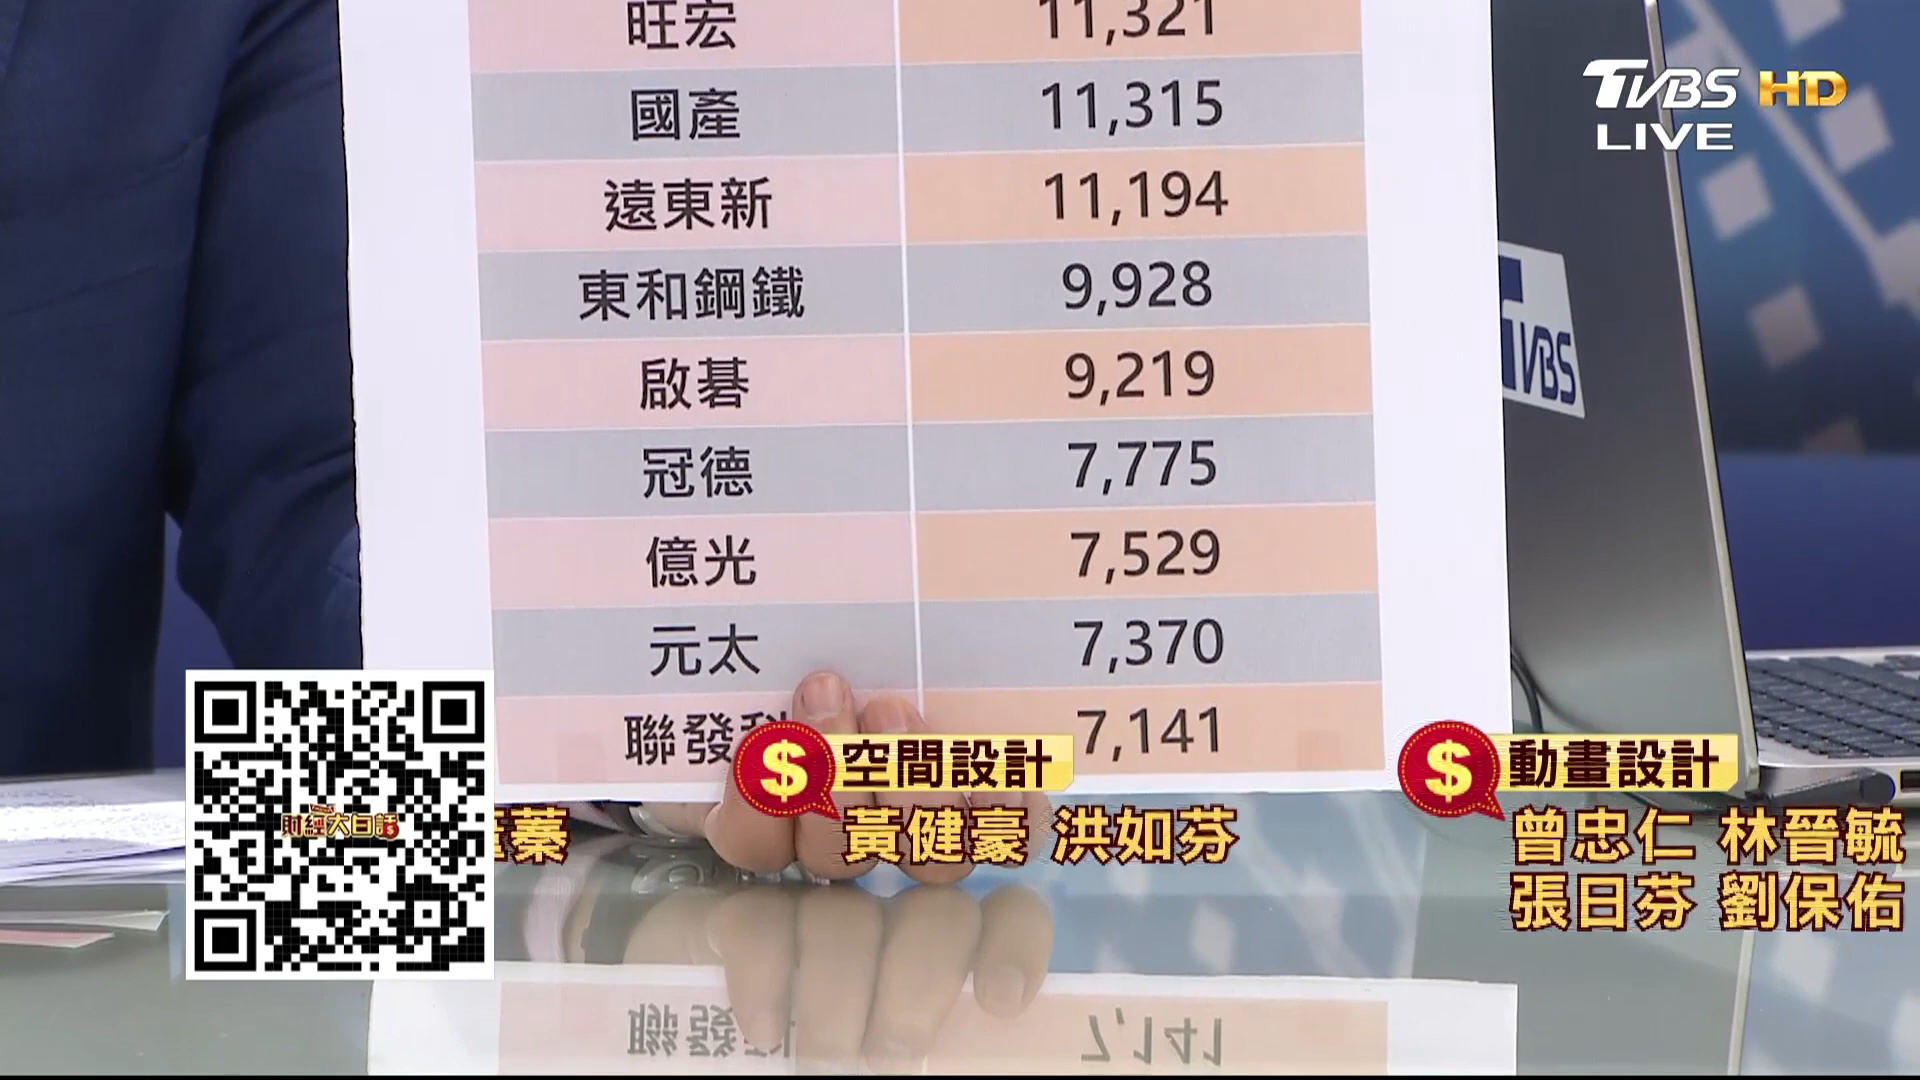 旺宏 11,321
國產 11,315
TVBS HD
LIVE
遠東新 11,194
東和鋼鐵 9,928
啟碁 9,219
TVBS
冠德 7,775
億光 7,529
元太 7,370
聯發科 7,141
空間設計
動畫設計
財經大白話
蓁
黃健豪 洪如芬
曾忠仁 林晉毓
張日芬 劉保佑